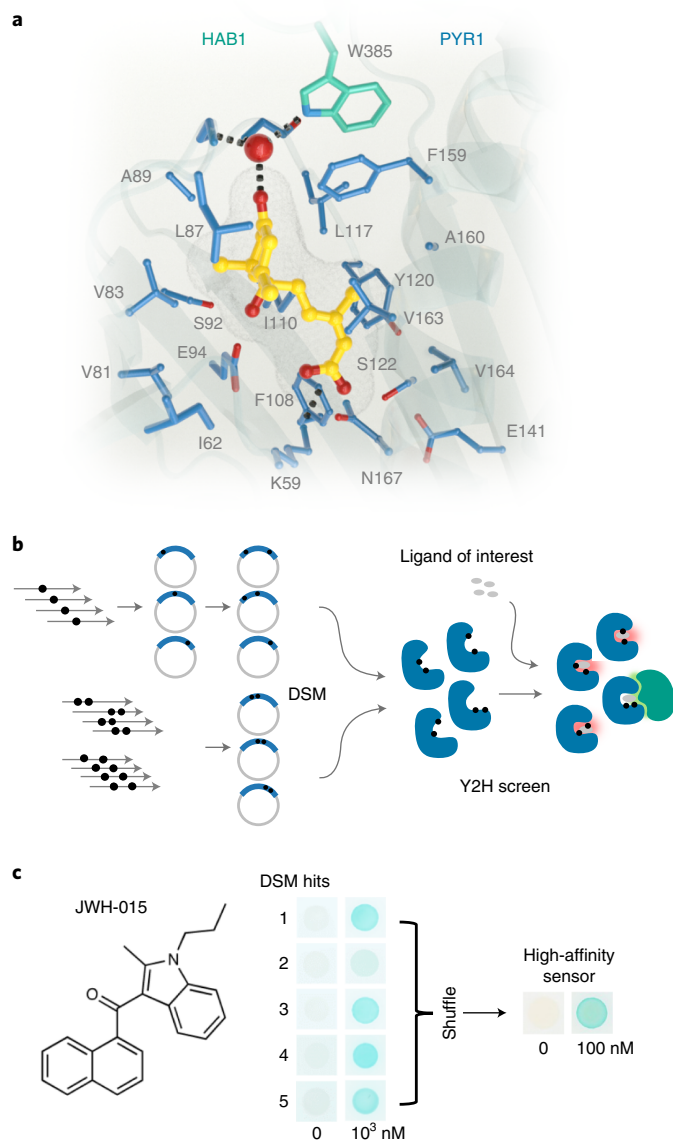 a
HAB1
PYR1
W385
F159
A89
L87
L117
A160
Y120
V83
S92
I110
V163
E94
S122
V164
V81
F108
I62
E141
K59
N167
b
Ligand of interest
DSM
Y2H screen
c
DSM hits
JWH-015
1
2
3
4
5
0
10³ nM
Shuffle
High-affinity
sensor
0
100 nM
N
O